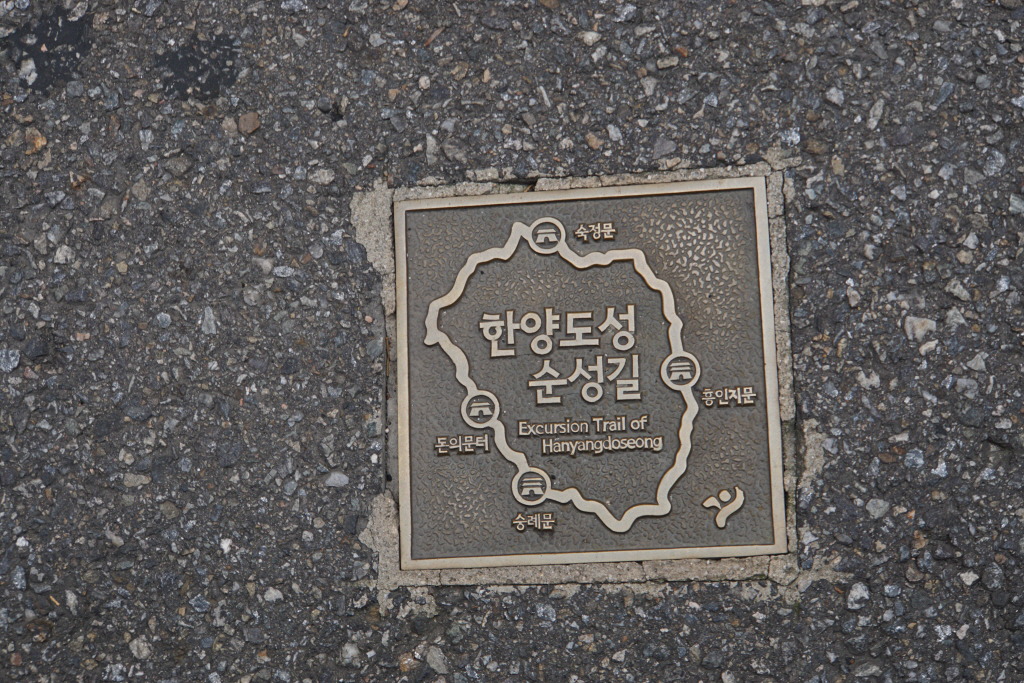 숙정문
한양도성
순성길
흥인지문
Excursion Trail of
Hanyangdoseong
돈의문터
숭례문